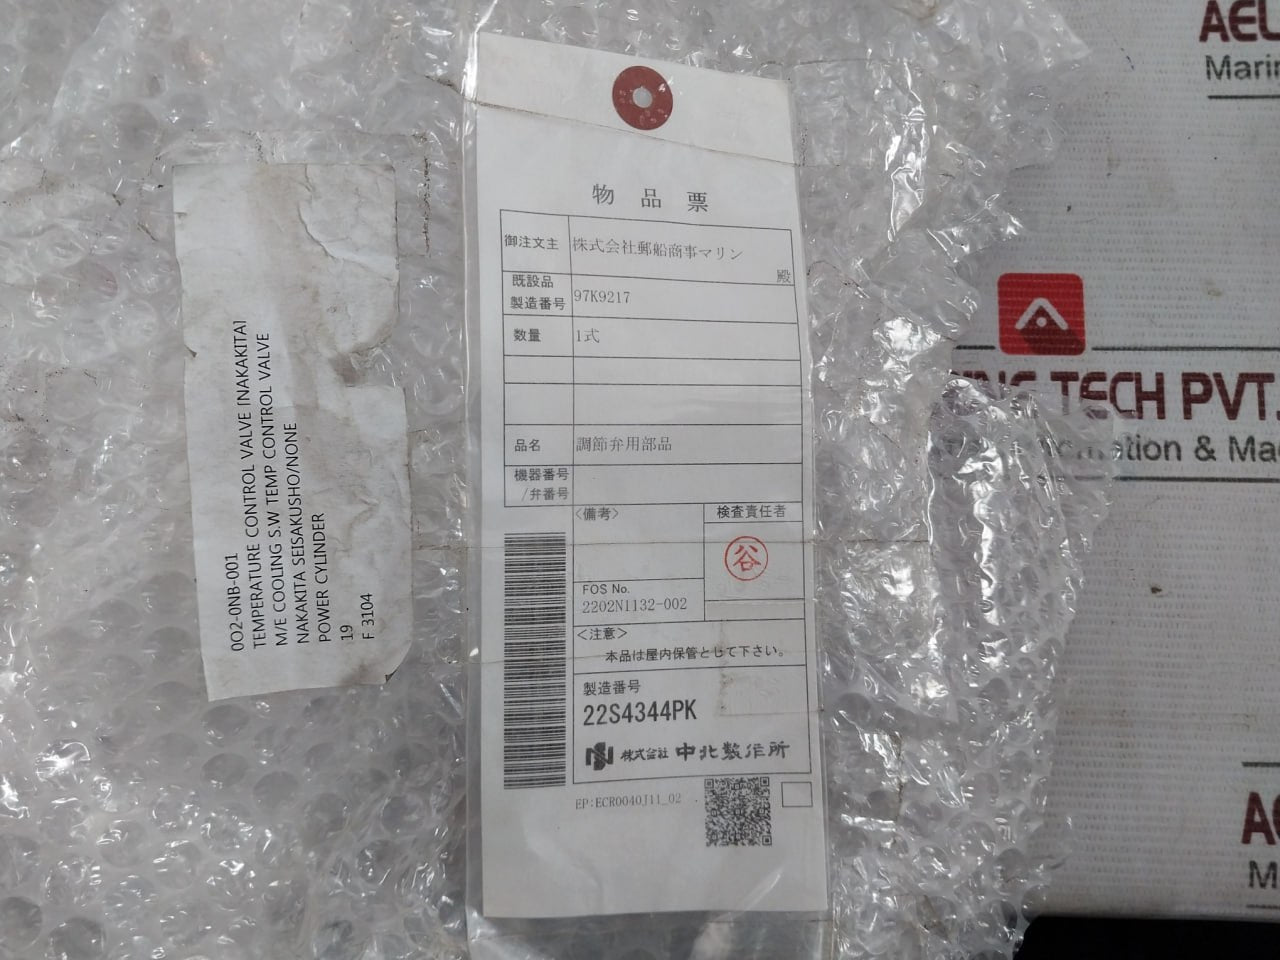 002-0NB-001
TEMPERATURE CONTROL VALVE [NAKAKITA]
M/E COOLING S.W TEMP CONTROL VALVE
NAKAKITA SEISAKUSHO/NONE
POWER CYLINDER
19
F 3104
物品票
御注文主 株式会社郵船商事マリン
殿
既設品
製造番号 97K9217
数量 1式
品名 調節弁用部品
機器番号
/弁番号
<備考> 検査責任者
谷
FOS No.
2202N1132-002
<注意>
本品は屋内保管として下さい。
製造番号
22S4344PK
株式会社 中北製作所
EP:ECR0040J11_02
TECH PVT.
& Ma
Marin